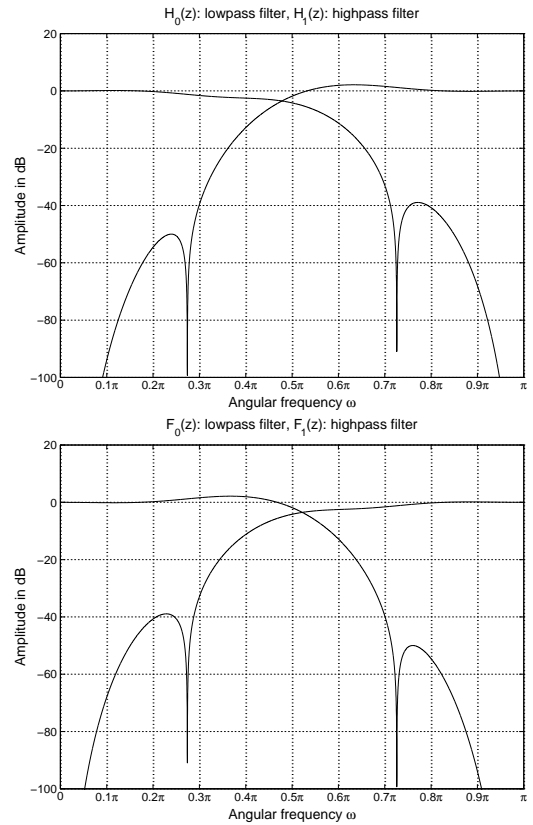 H₀(z): lowpass filter, H₁(z): highpass filter
20
0
−20
−40
−60
−80
−100
Amplitude in dB
0 0.1π 0.2π 0.3π 0.4π 0.5π 0.6π 0.7π 0.8π 0.9π π
Angular frequency ω
F₀(z): lowpass filter, F₁(z): highpass filter
20
0
−20
−40
−60
−80
−100
Amplitude in dB
0 0.1π 0.2π 0.3π 0.4π 0.5π 0.6π 0.7π 0.8π 0.9π π
Angular frequency ω